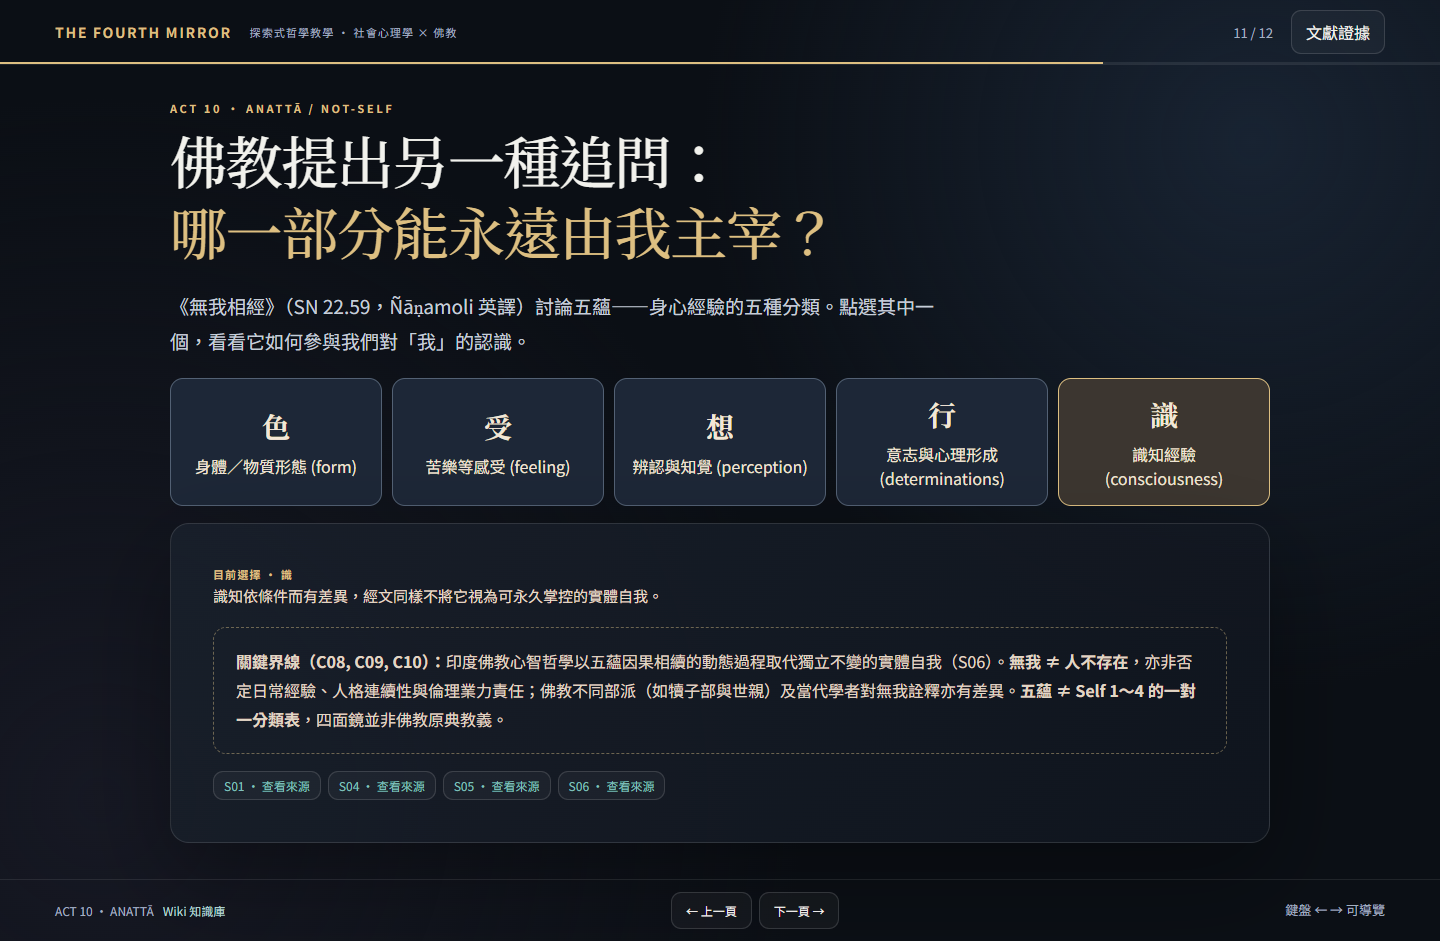 THE FOURTH MIRROR
探索式哲學教學 · 社會心理學 × 佛教
11 / 12
文獻證據
ACT 10 · ANATTĀ / NOT-SELF
佛教提出另一種追問：
哪一部分能永遠由我主宰？
《無我相經》（SN 22.59，Ñāṇamoli 英譯）討論五蘊——身心經驗的五種分類。點選其中一
個，看看它如何參與我們對「我」的認識。
色
身體／物質形態 (form)
受
苦樂等感受 (feeling)
想
辨認與知覺 (perception)
行
意志與心理形成
(determinations)
識
識知經驗
(consciousness)
目前選擇 · 識
識知依條件而有差異，經文同樣不將它視為可永久掌控的實體自我。
關鍵界線（C08, C09, C10）：印度佛教心智哲學以五蘊因果相續的動態過程取代獨立不變的實體自我（S06）。無我 ≠ 人不存在，亦非否
定日常經驗、人格連續性與倫理業力責任；佛教不同部派（如犢子部與世親）及當代學者對無我詮釋亦有差異。五蘊 ≠ Self 1～4 的一對
一分類表，四面鏡並非佛教原典教義。
S01 · 查看來源
S04 · 查看來源
S05 · 查看來源
S06 · 查看來源
ACT 10 · ANATTĀ
Wiki 知識庫
← 上一頁
下一頁 →
鍵盤 ← → 可導覽